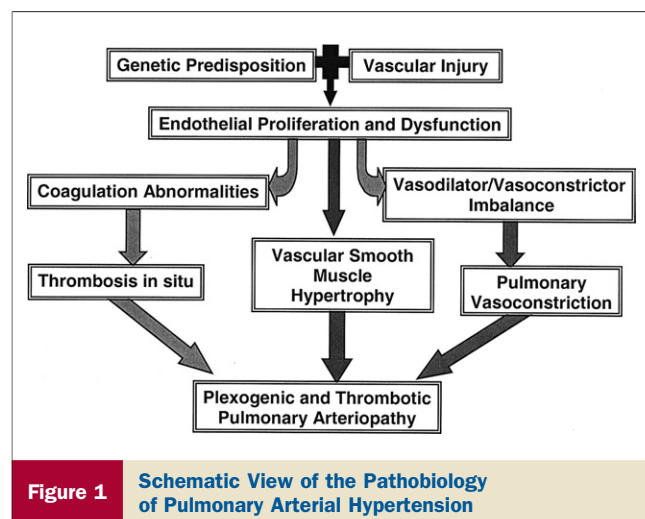 Genetic Predisposition
Vascular Injury
Endothelial Proliferation and Dysfunction
Coagulation Abnormalities
Vasodilator/Vasoconstrictor
Imbalance
Thrombosis in situ
Vascular Smooth
Muscle
Hypertrophy
Pulmonary
Vasoconstriction
Plexogenic and Thrombotic
Pulmonary Arteriopathy
Figure 1
Schematic View of the Pathobiology
of Pulmonary Arterial Hypertension